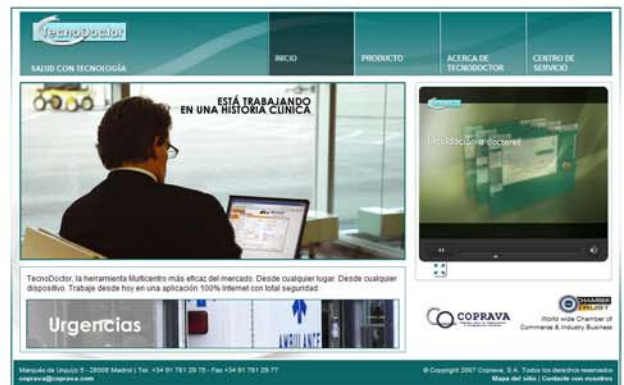 TecnoDoctor
SALUD CON TECNOLOGÍA
INICIO
PRODUCTO
ACERCA DE
TECNODOCTOR
CENTRO DE
SERVICIO
ESTÁ TRABAJANDO
EN UNA HISTORIA CLÍNICA
TecnoDoctor
Liquidación a doctores
TecnoDoctor, la herramienta Multicentro más eficaz del mercado. Desde cualquier lugar. Desde cualquier
dispositivo. Trabaje desde hoy en una aplicación 100% Internet con total seguridad.
Urgencias
AMBULANCE
COPRAVA
CHAMBER
TRUST
World wide Chamber of
Commerce & Industry Business
Marqués de Urquijo 5 - 28008 Madrid | Tel. +34 91 781 29 75 - Fax +34 91 781 29 77
coprava@coprava.com
© Copyright 2007 Coprava, S.A. Todos los derechos reservados
Mapa del sitio | Contacte con nosotros